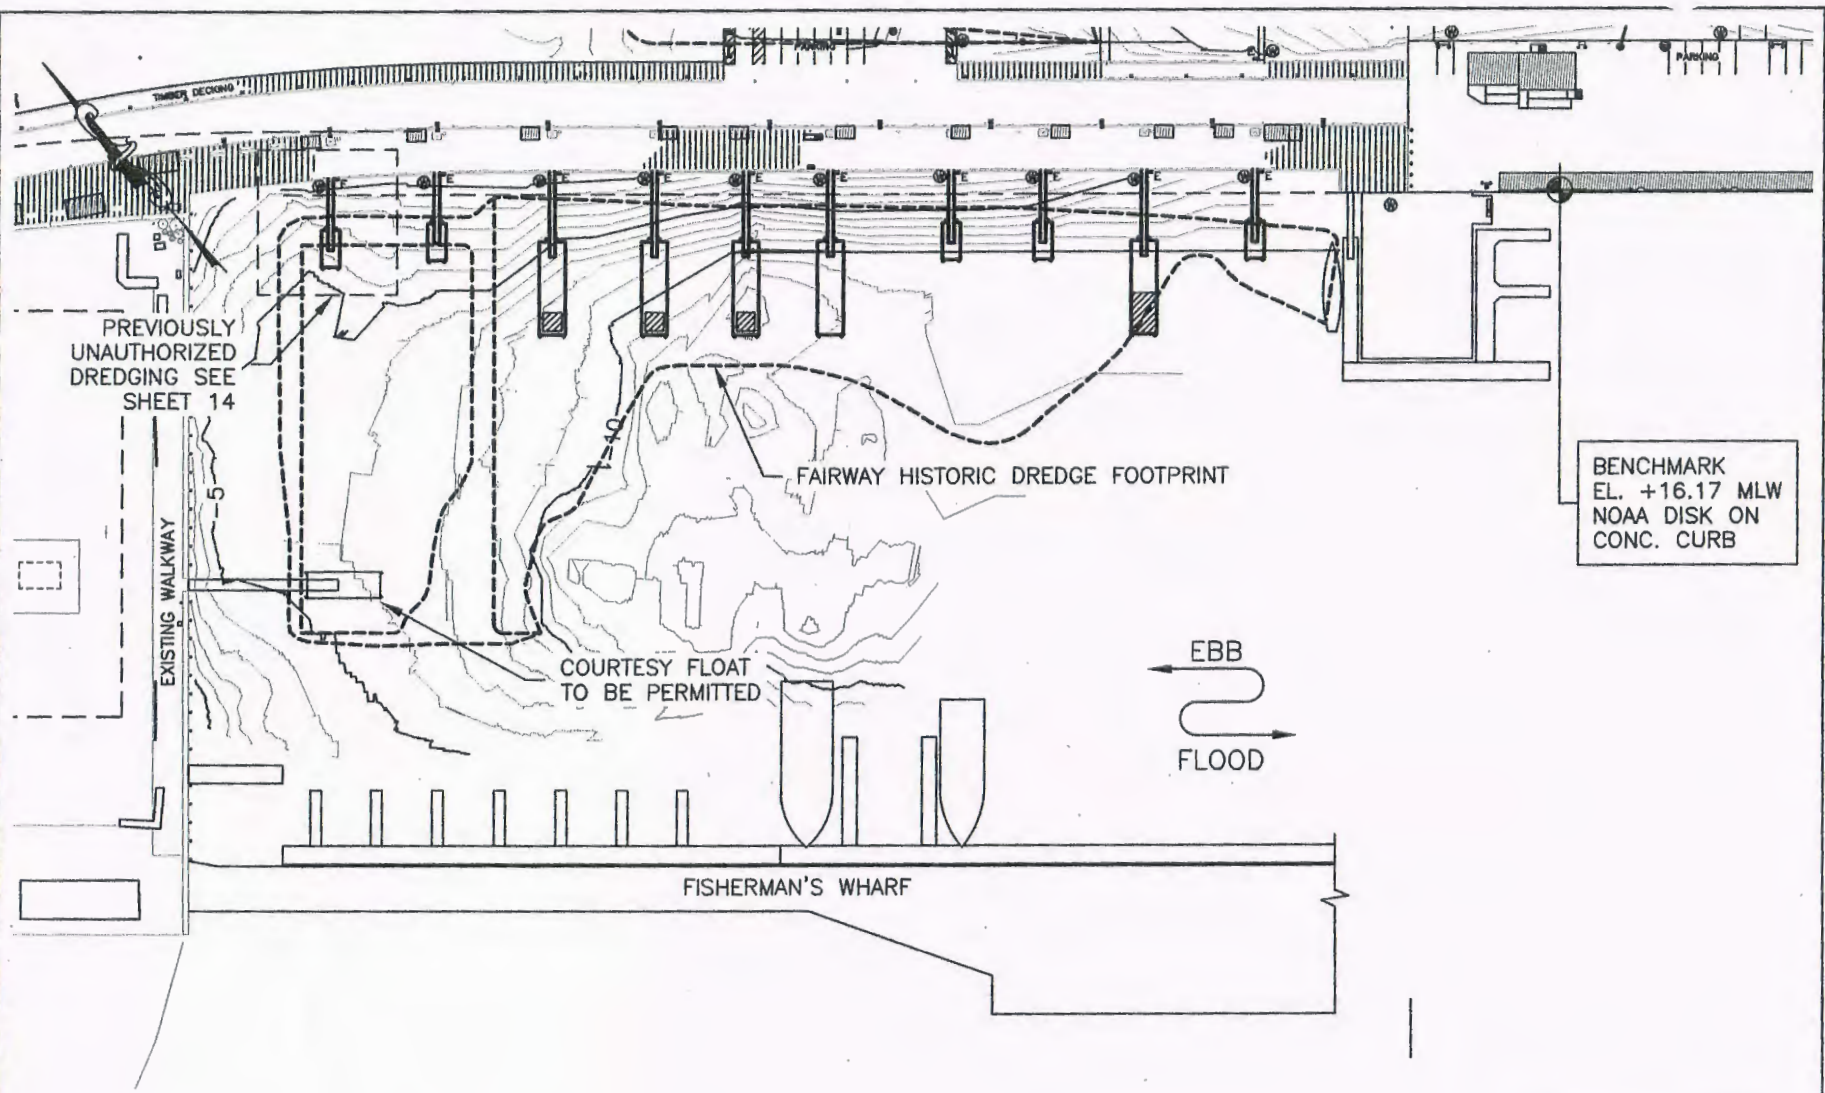 PARKING
PARKING
TIMBER DECKING
E
E
E
E
E
E
E
E
E
E
PREVIOUSLY
UNAUTHORIZED
DREDGING SEE
SHEET 14
-10
FAIRWAY HISTORIC DREDGE FOOTPRINT
BENCHMARK
EL. +16.17 MLW
NOAA DISK ON
CONC. CURB
-5
EXISTING WALKWAY
COURTESY FLOAT
TO BE PERMITTED
EBB
FLOOD
FISHERMAN'S WHARF